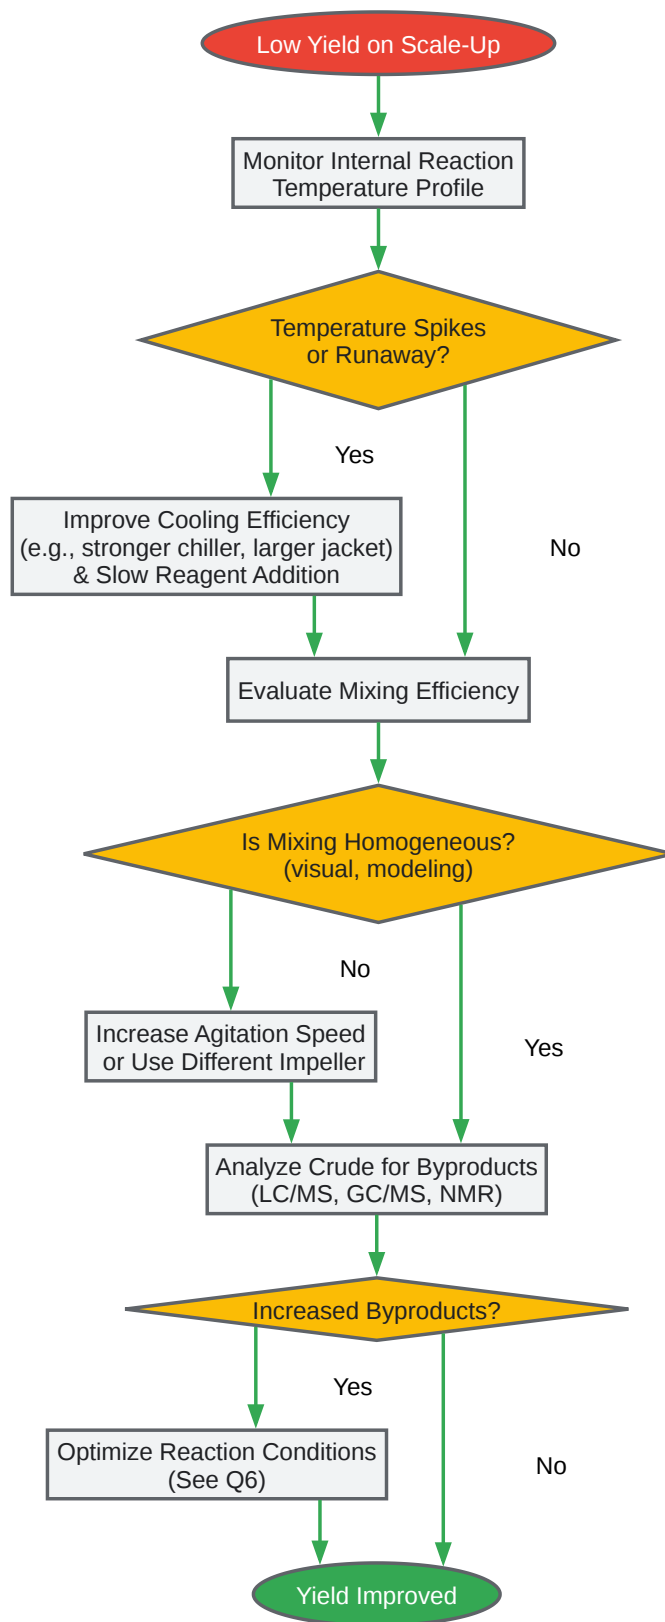 Low Yield on Scale-Up
Monitor Internal Reaction
Temperature Profile
Temperature Spikes
or Runaway?
Yes
Improve Cooling Efficiency
(e.g., stronger chiller, larger jacket)
& Slow Reagent Addition
No
Evaluate Mixing Efficiency
Is Mixing Homogeneous?
(visual, modeling)
No
Increase Agitation Speed
or Use Different Impeller
Yes
Analyze Crude for Byproducts
(LC/MS, GC/MS, NMR)
Increased Byproducts?
Yes
Optimize Reaction Conditions
(See Q6)
No
Yield Improved